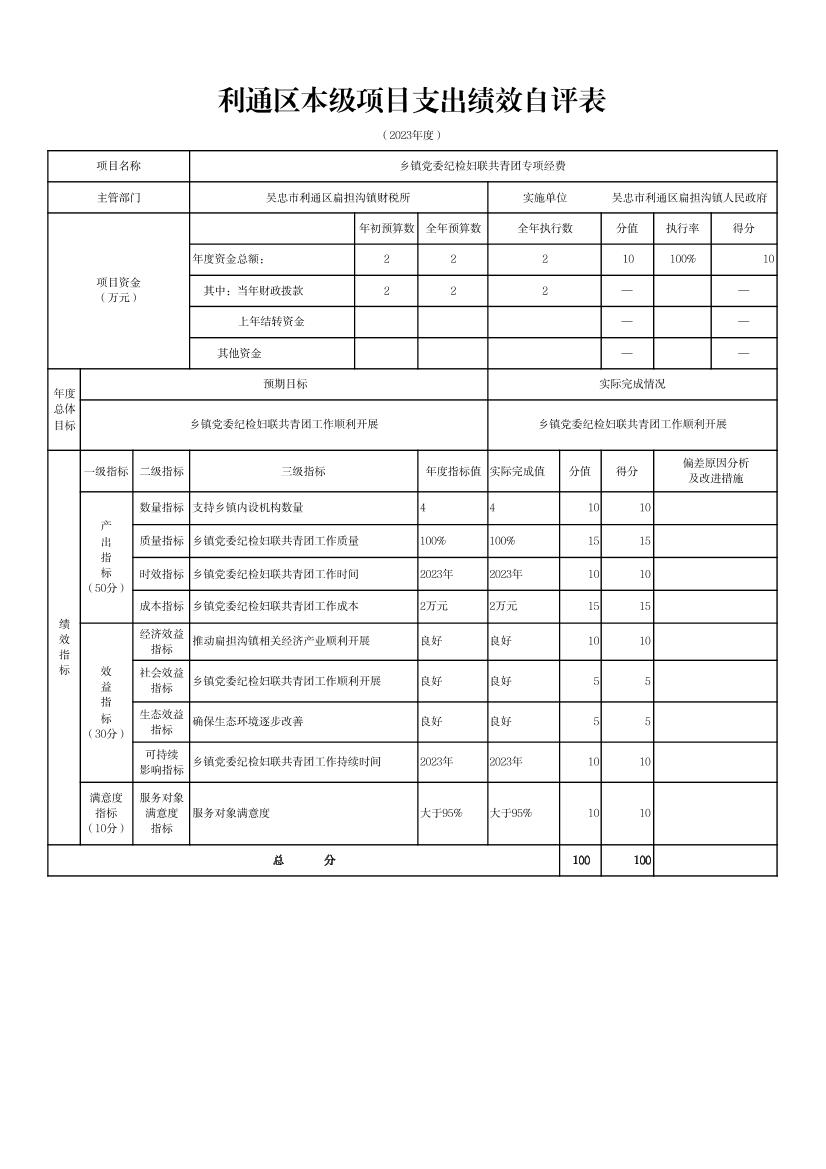 利通区本级项目支出绩效自评表
（2023年度）
项目名称 乡镇党委纪检妇联共青团专项经费
主管部门 吴忠市利通区扁担沟镇财税所 实施单位 吴忠市利通区扁担沟镇人民政府
项目资金
（万元）
年初预算数 全年预算数 全年执行数 分值 执行率 得分
年度资金总额： 2 2 2 10 100% 10
其中：当年财政拨款 2 2 2 — —
上年结转资金 — —
其他资金 — —
年度
总体
目标
预期目标 实际完成情况
乡镇党委纪检妇联共青团工作顺利开展 乡镇党委纪检妇联共青团工作顺利开展
绩
效
指
标
一级指标 二级指标 三级指标 年度指标值 实际完成值 分值 得分 偏差原因分析
及改进措施
产
出
指
标
（50分）
数量指标 支持乡镇内设机构数量 4 4 10 10
质量指标 乡镇党委纪检妇联共青团工作质量 100% 100% 15 15
时效指标 乡镇党委纪检妇联共青团工作时间 2023年 2023年 10 10
成本指标 乡镇党委纪检妇联共青团工作成本 2万元 2万元 15 15
效
益
指
标
（30分）
经济效益
指标
推动扁担沟镇相关经济产业顺利开展 良好 良好 10 10
社会效益
指标
乡镇党委纪检妇联共青团工作顺利开展 良好 良好 5 5
生态效益
指标
确保生态环境逐步改善 良好 良好 5 5
可持续
影响指标
乡镇党委纪检妇联共青团工作持续时间 2023年 2023年 10 10
满意度
指标
（10分）
服务对象
满意度
指标
服务对象满意度 大于95% 大于95% 10 10
总 分 100 100